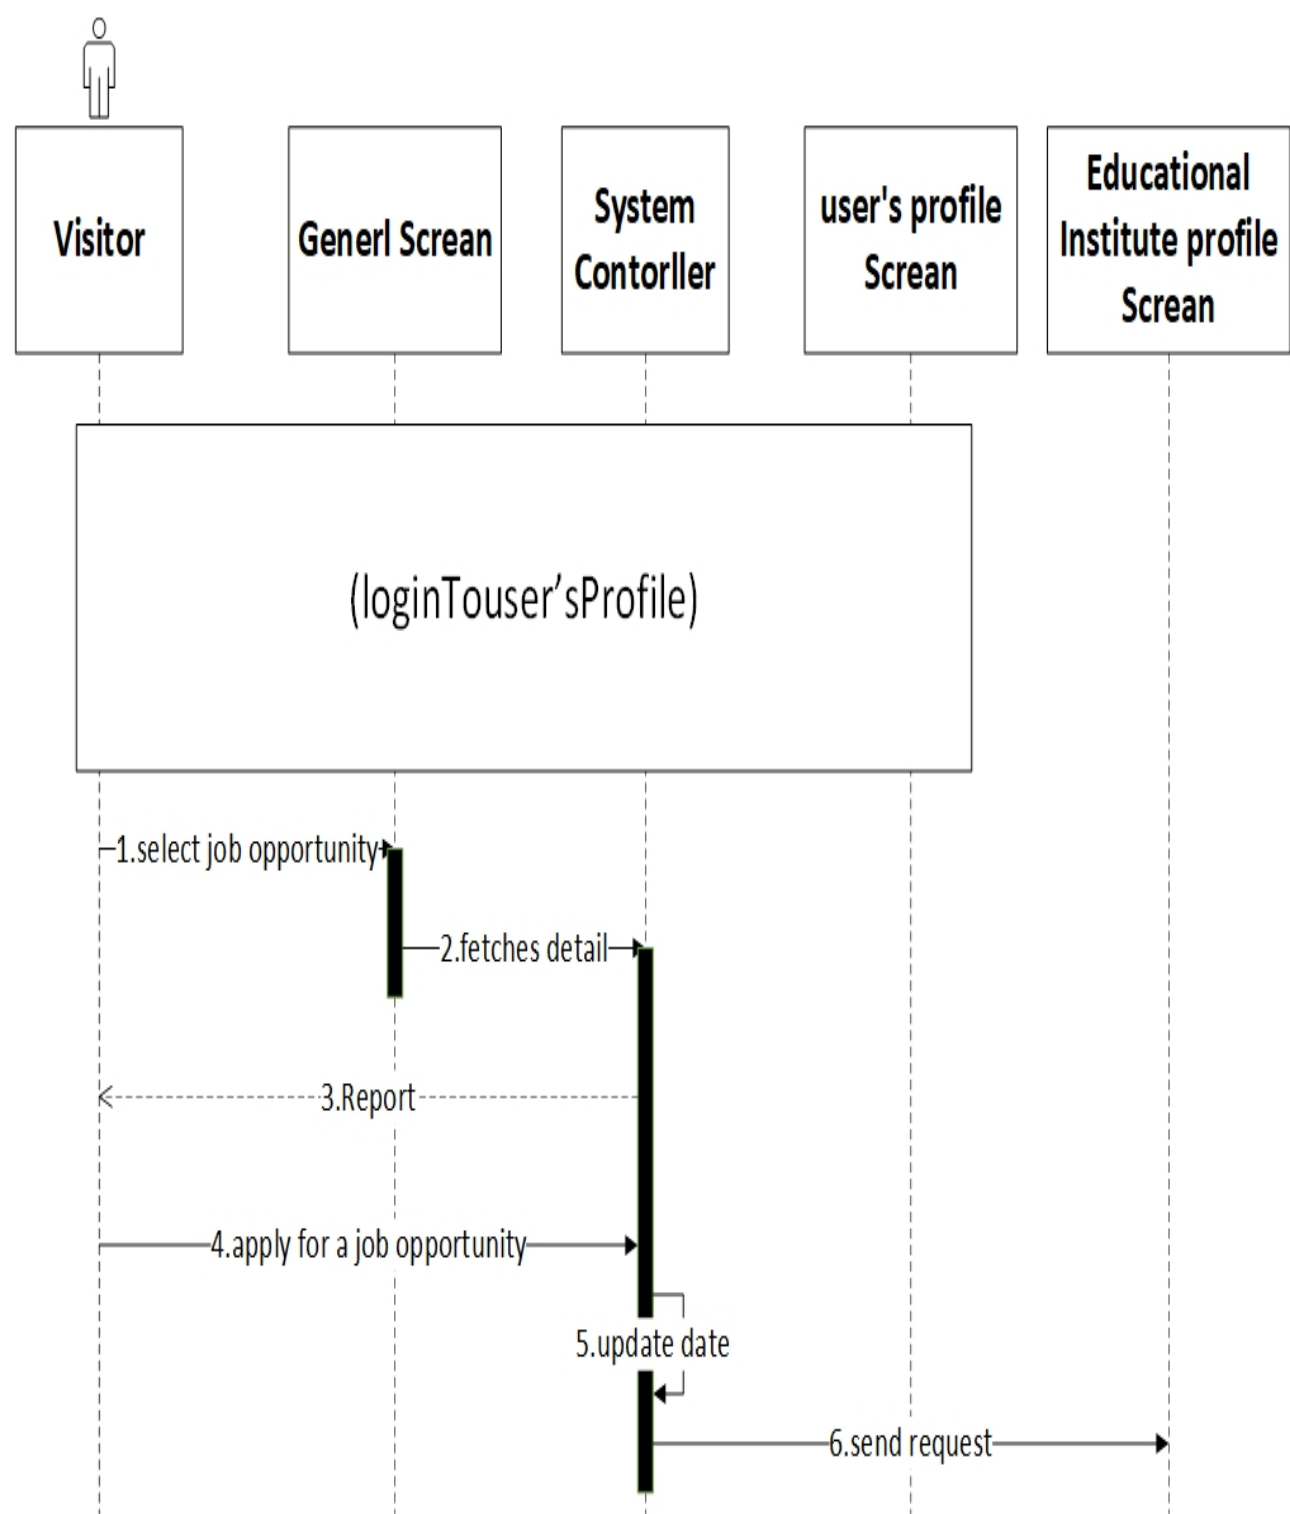 Visitor
Generl Screan
System
Contorller
user's profile
Screan
Educational
Institute profile
Screan
(loginTouser’sProfile)
1.select job opportunity
2.fetches detail
3.Report
4.apply for a job opportunity
5.update date
6.send request